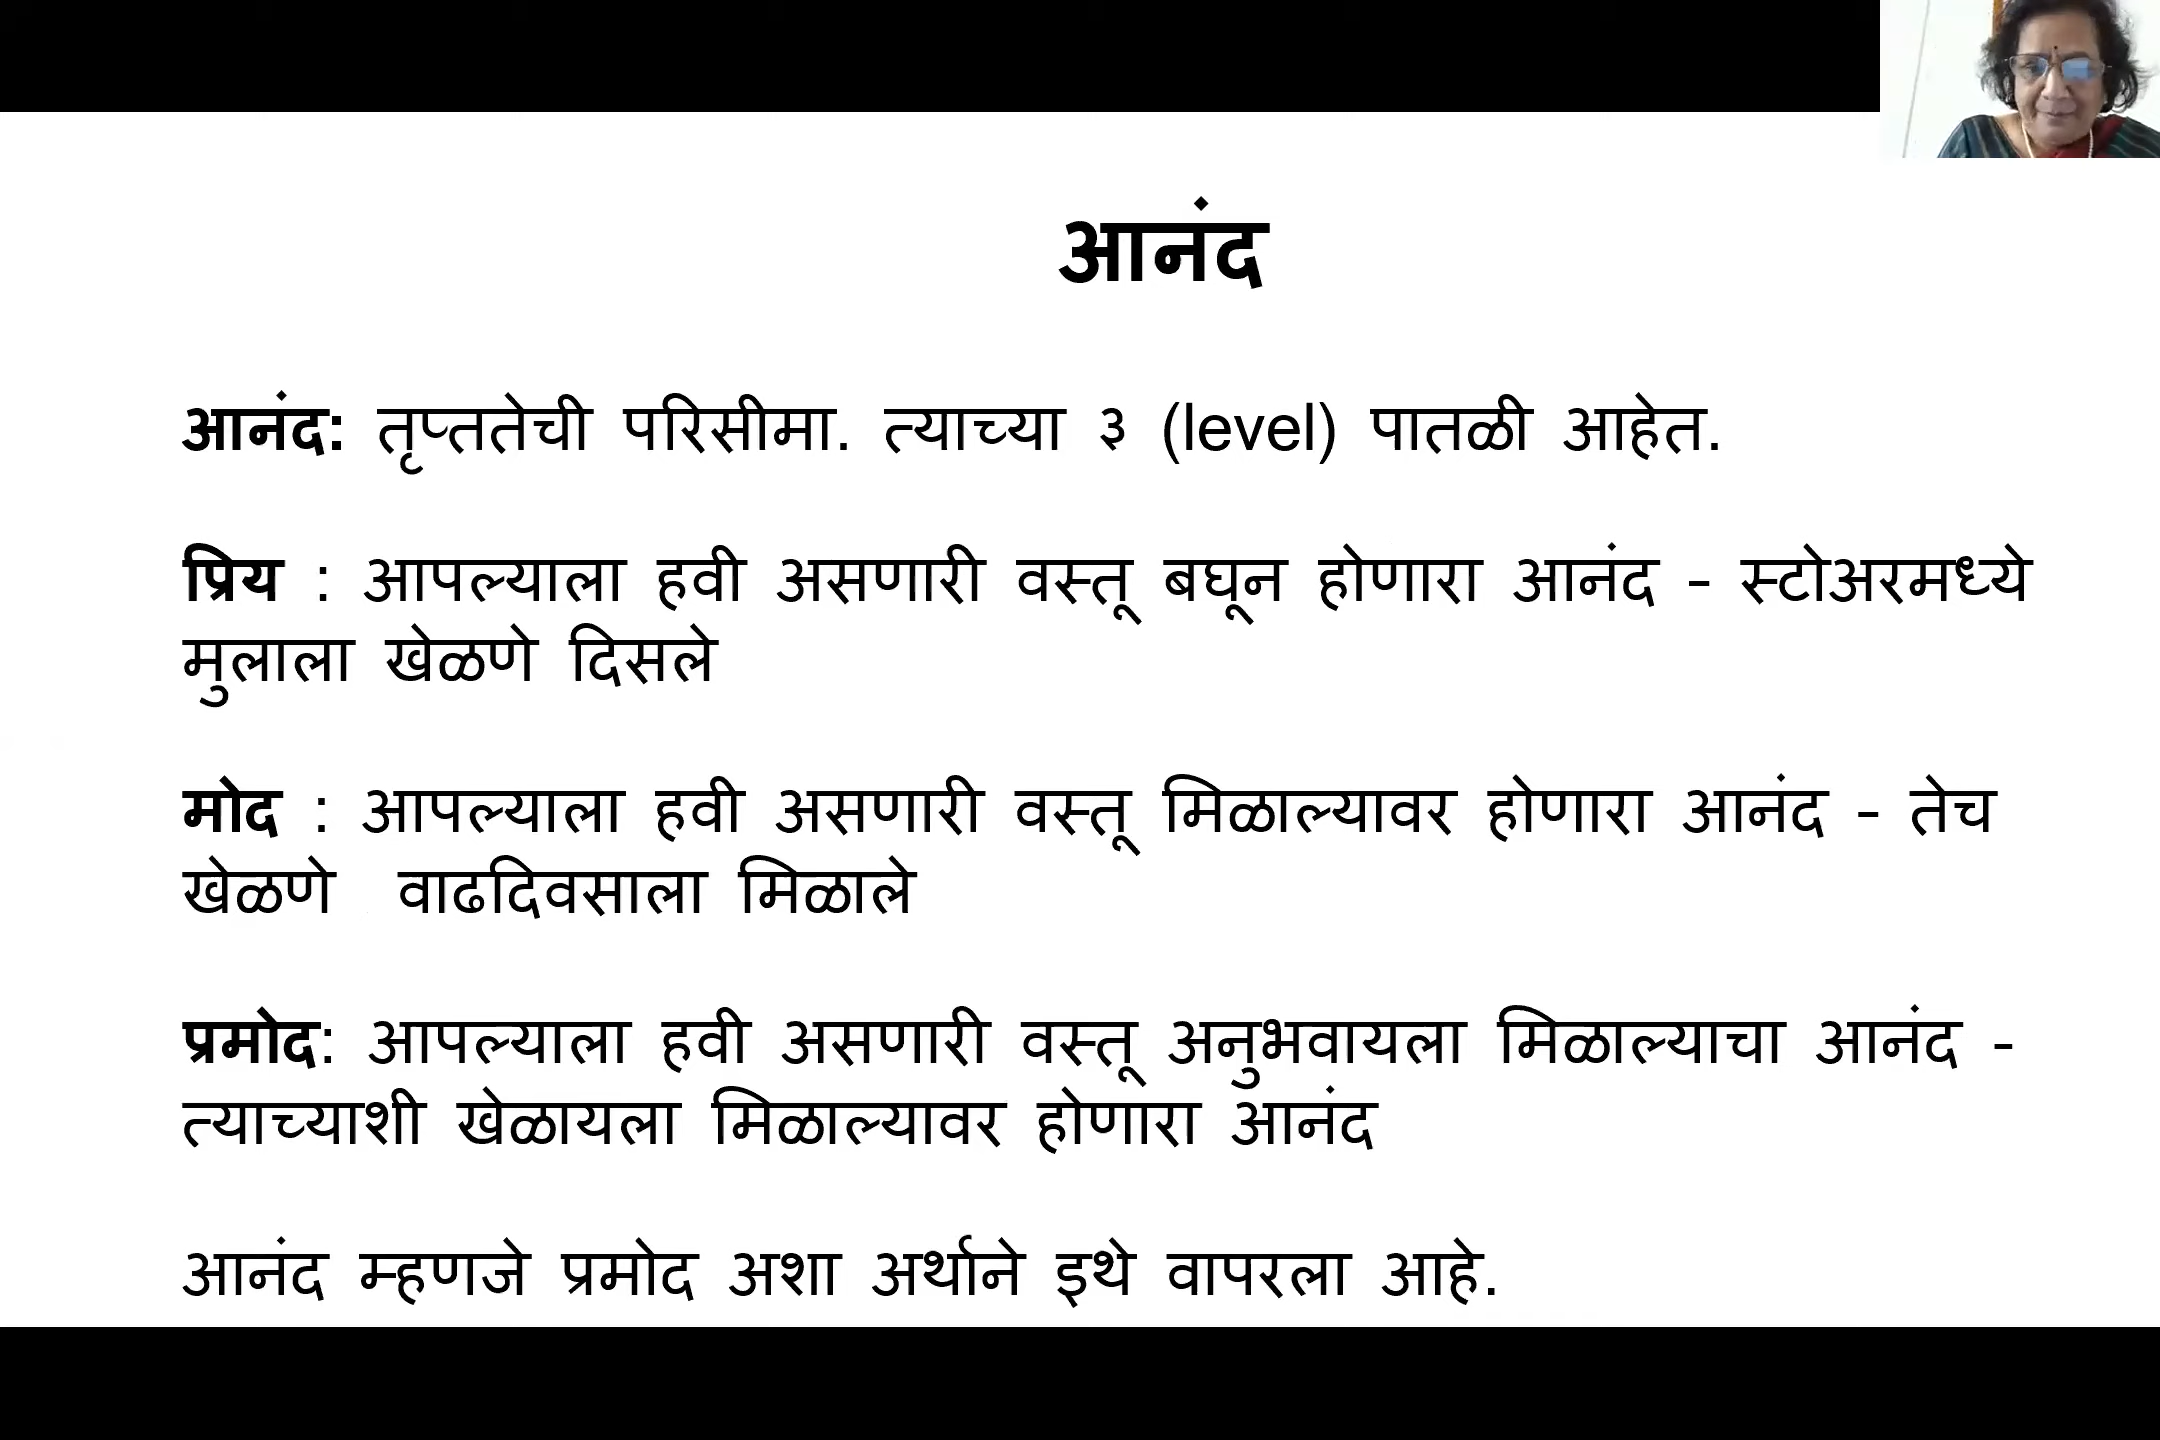 आनंद
आनंद: तृप्ततेची परिसीमा. त्याच्या ३ (level) पातळी आहेत.
प्रिय : आपल्याला हवी असणारी वस्तू बघून होणारा आनंद - स्टोअरमध्ये
मुलाला खेळणे दिसले
मोद : आपल्याला हवी असणारी वस्तू मिळाल्यावर होणारा आनंद - तेच
खेळणे वाढदिवसाला मिळाले
प्रमोद: आपल्याला हवी असणारी वस्तू अनुभवायला मिळाल्याचा आनंद -
त्याच्याशी खेळायला मिळाल्यावर होणारा आनंद
आनंद म्हणजे प्रमोद अशा अर्थाने इथे वापरला आहे.